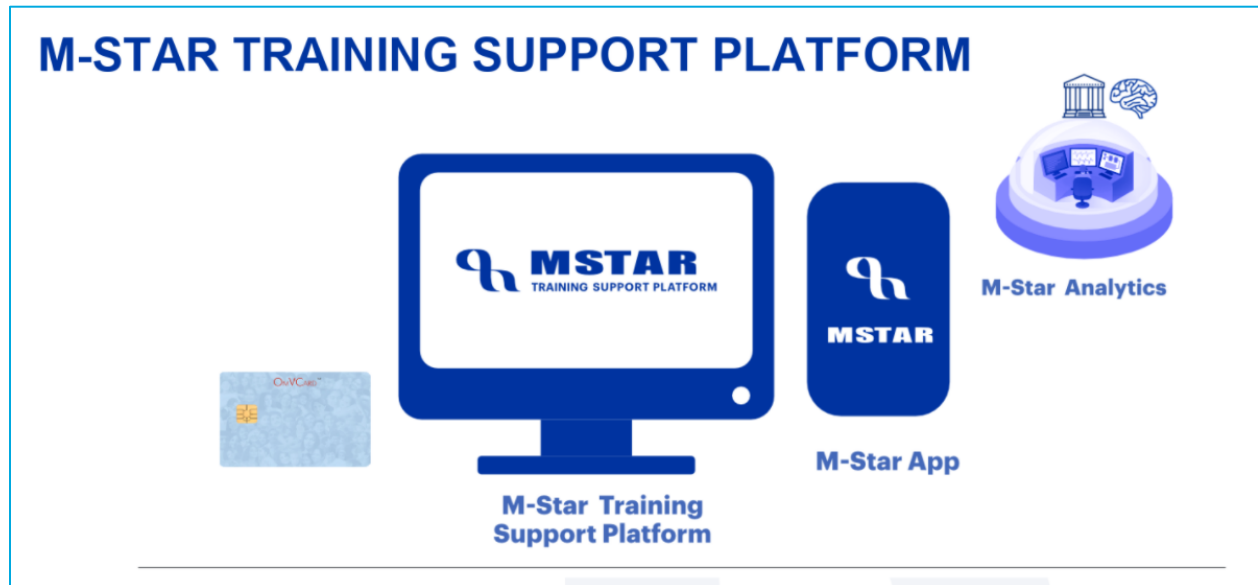 M-STAR TRAINING SUPPORT PLATFORM
MSTAR
TRAINING SUPPORT PLATFORM
MSTAR
M-Star Analytics
M-Star App
M-Star Training
Support Platform